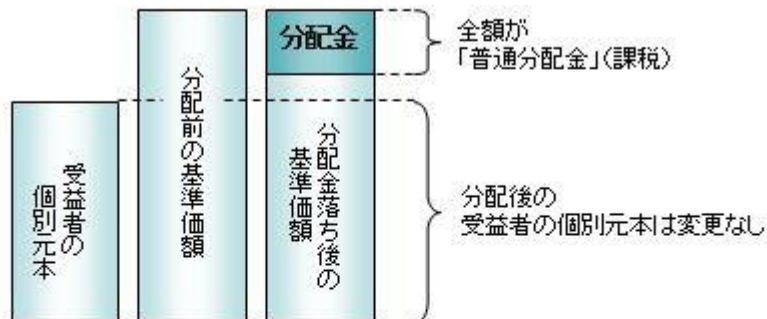 受益者の
個別元本
分配前の基準価額
分配金
分配金落ち後の
基準価額
全額が
「普通分配金」(課税)
分配後の
受益者の個別元本は変更なし